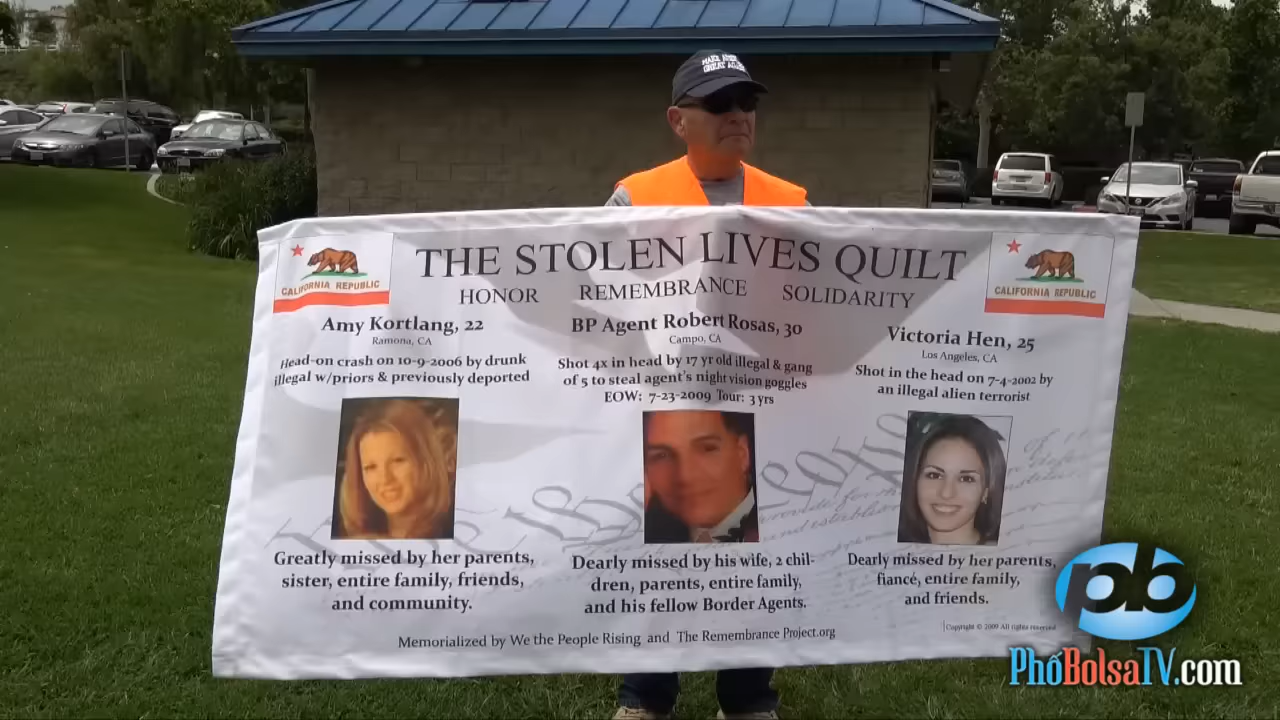 MAKE
GREAT AGAIN
THE STOLEN LIVES QUILT
HONOR REMEMBRANCE SOLIDARITY
CALIFORNIA REPUBLIC
CALIFORNIA REPUBLIC
Amy Kortlang, 22
Ramona, CA
Head-on crash on 10-9-2006 by drunk
illegal w/priors & previously deported
Greatly missed by her parents,
sister, entire family, friends,
and community.
BP Agent Robert Rosas, 30
Campo, CA
Shot 4x in head by 17 yr old illegal & gang
of 5 to steal agent's night vision goggles
EOW: 7-23-2009 Tour: 3 yrs
Dearly missed by his wife, 2 chil-
dren, parents, entire family,
and his fellow Border Agents.
Victoria Hen, 25
Los Angeles, CA
Shot in the head on 7-4-2002 by
an illegal alien terrorist
Dearly missed by her parents,
fiancé, entire family,
and friends.
Memorialized by We the People Rising and The Remembrance Project.org
Copyright © 2009 All rights reserved
pb
PhốBolsaTV.com